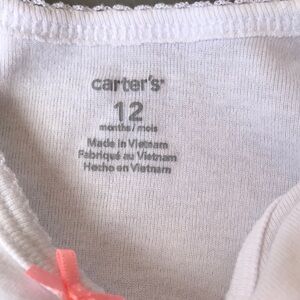 carter's
12
months / mois
Made in Vietnam
Fabriqué au Vietnam
Hecho en Vietnam